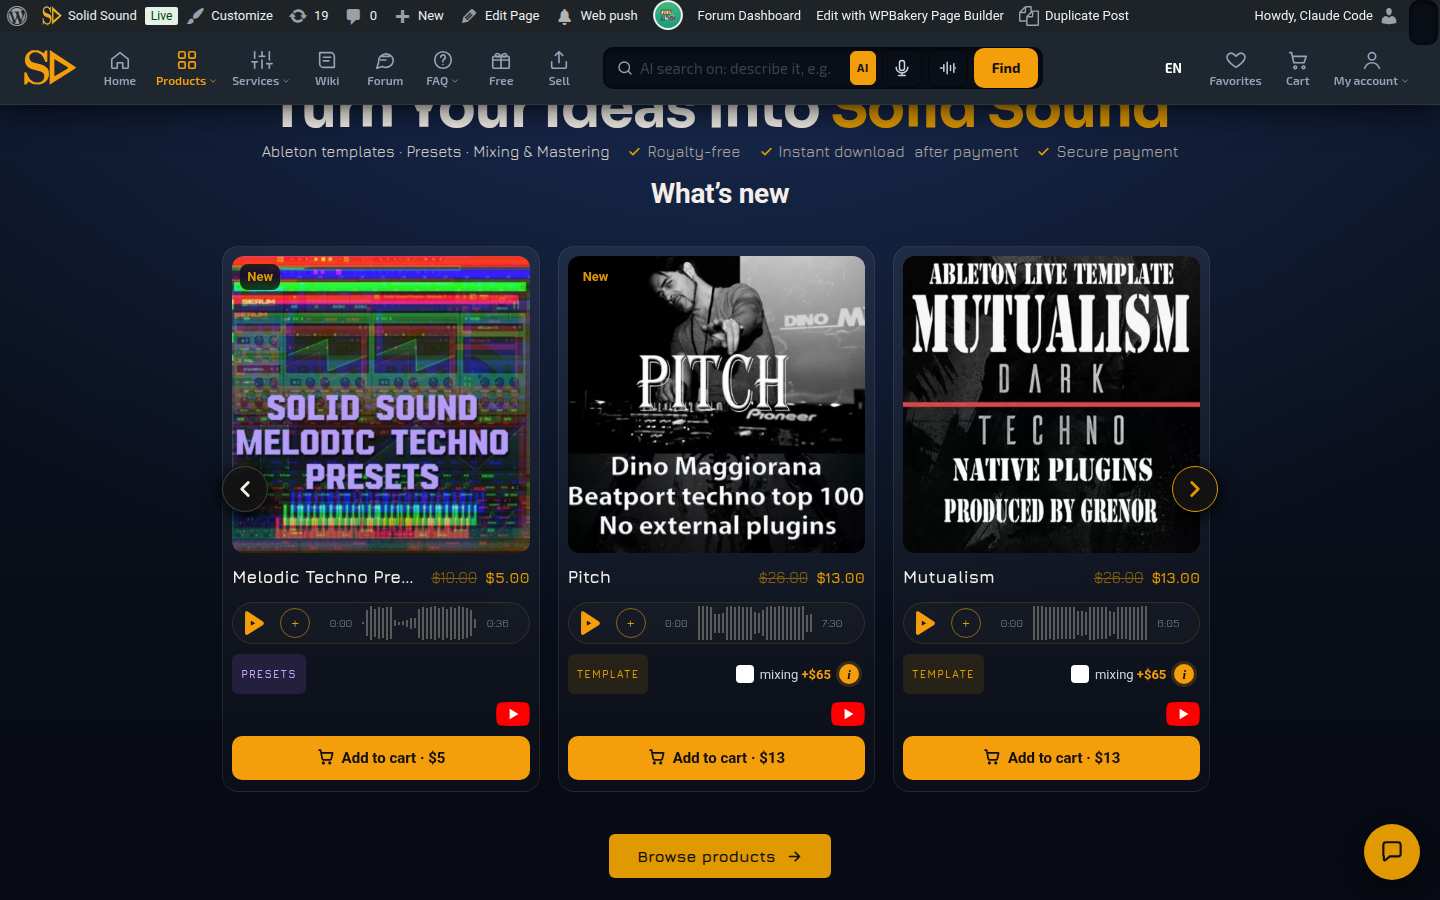 Solid Sound Live Customize 19 0 New Edit Page Web push Forum Dashboard Edit with WPBakery Page Builder Duplicate Post Howdy, Claude Code
Home Products Services Wiki Forum FAQ Free Sell AI search on: describe it, e.g. AI Find EN Favorites Cart My account
Turn Your Ideas Into Solid Sound
Ableton templates · Presets · Mixing & Mastering Royalty-free Instant download after payment Secure payment
What’s new
New
SERUM
SOLID SOUND
MELODIC TECHNO
PRESETS
Melodic Techno Pre... $10.00 $5.00
0:00 0:36
PRESETS
Add to cart · $5
New
DINO M
PITCH
Pioneer
Dino Maggiorana
Beatport techno top 100
No external plugins
Pitch $26.00 $13.00
0:00 7:30
TEMPLATE mixing +$65 i
Add to cart · $13
ABLETON LIVE TEMPLATE
MUTUALISM
DARK
TECHNO
NATIVE PLUGINS
PRODUCED BY GRENOR
Mutualism $26.00 $13.00
0:00 6:05
TEMPLATE mixing +$65 i
Add to cart · $13
Browse products